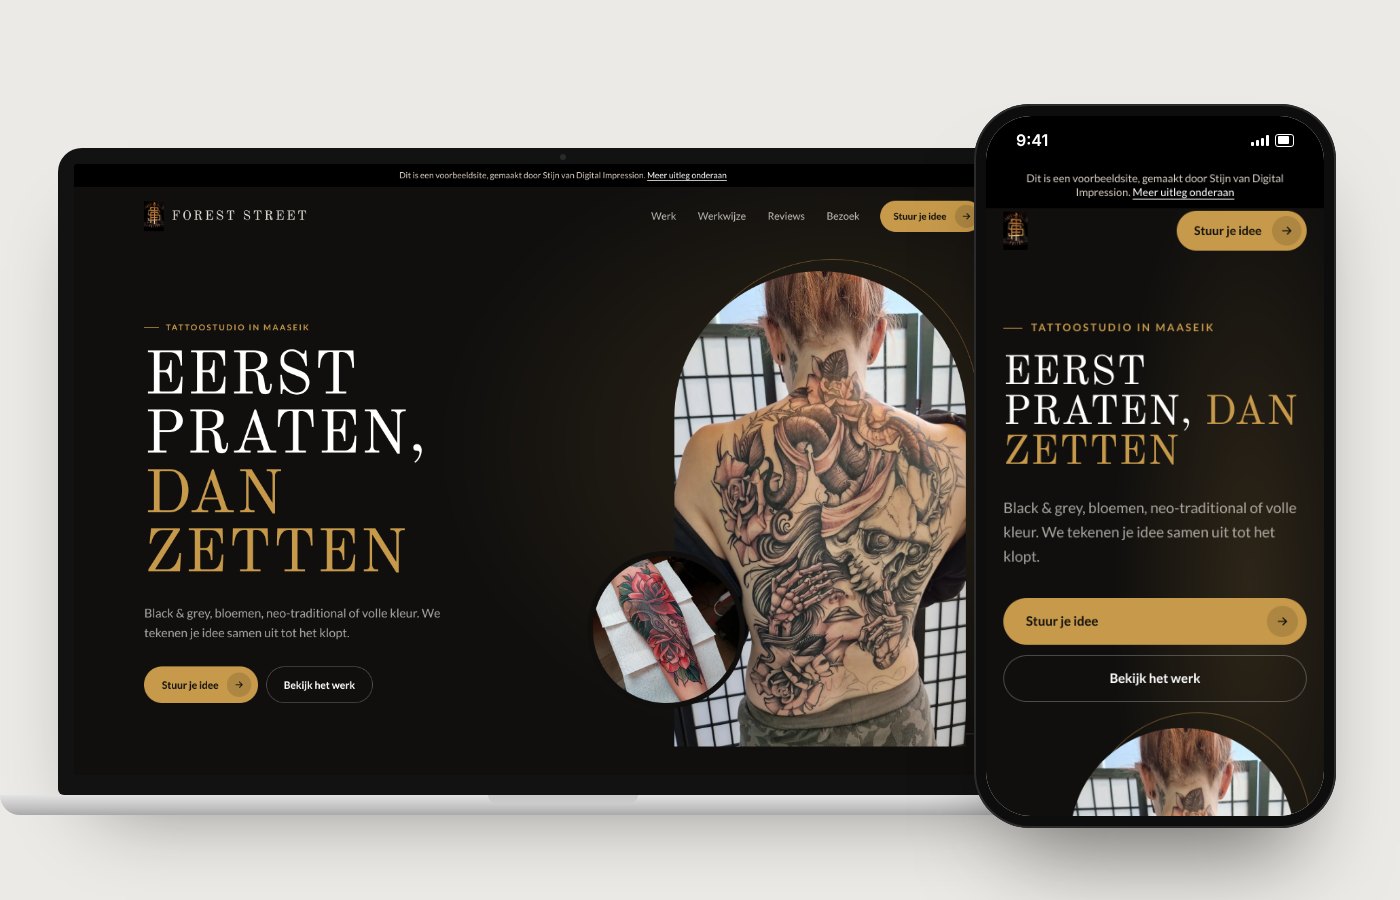 Dit is een voorbeeldsite, gemaakt door Stijn van Digital Impression. Meer uitleg onderaan
FOREST STREET
Werk
Werkwijze
Reviews
Bezoek
Stuur je idee
TATTOOSTUDIO IN MAASEIK
EERST
PRATEN,
DAN
ZETTEN
Black & grey, bloemen, neo-traditional of volle kleur. We
tekenen je idee samen uit tot het klopt.
Stuur je idee
Bekijk het werk
9:41
Dit is een voorbeeldsite, gemaakt door Stijn van Digital
Impression. Meer uitleg onderaan
Stuur je idee
TATTOOSTUDIO IN MAASEIK
EERST
PRATEN, DAN
ZETTEN
Black & grey, bloemen, neo-traditional of volle
kleur. We tekenen je idee samen uit tot het
klopt.
Stuur je idee
Bekijk het werk